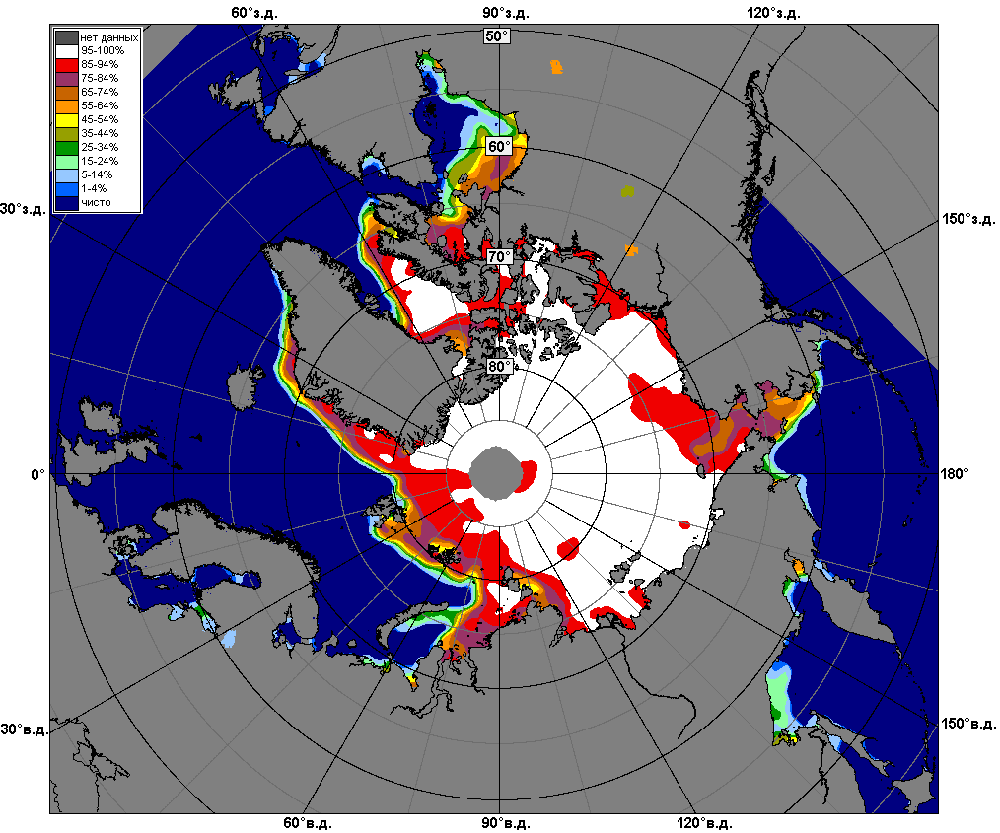 60°з.д.
90°з.д.
120°з.д.
50°
нет данных
95-100%
85-94%
75-84%
65-74%
55-64%
45-54%
35-44%
25-34%
15-24%
5-14%
1-4%
чисто
60°
30°з.д.
150°з.д.
70°
80°
0°
180°
30°в.д.
150°в.д.
60°в.д.
90°в.д.
120°в.д.